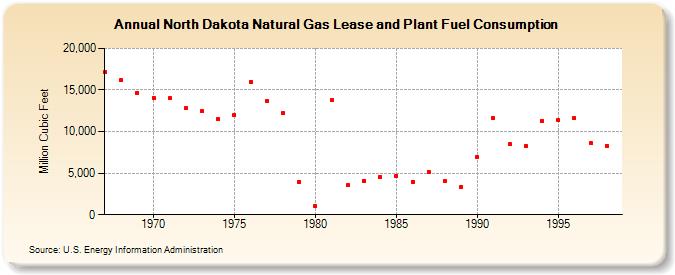 Annual North Dakota Natural Gas Lease and Plant Fuel Consumption
Million Cubic Feet
20,000
15,000
10,000
5,000
0
1970 1975 1980 1985 1990 1995
Source: U.S. Energy Information Administration